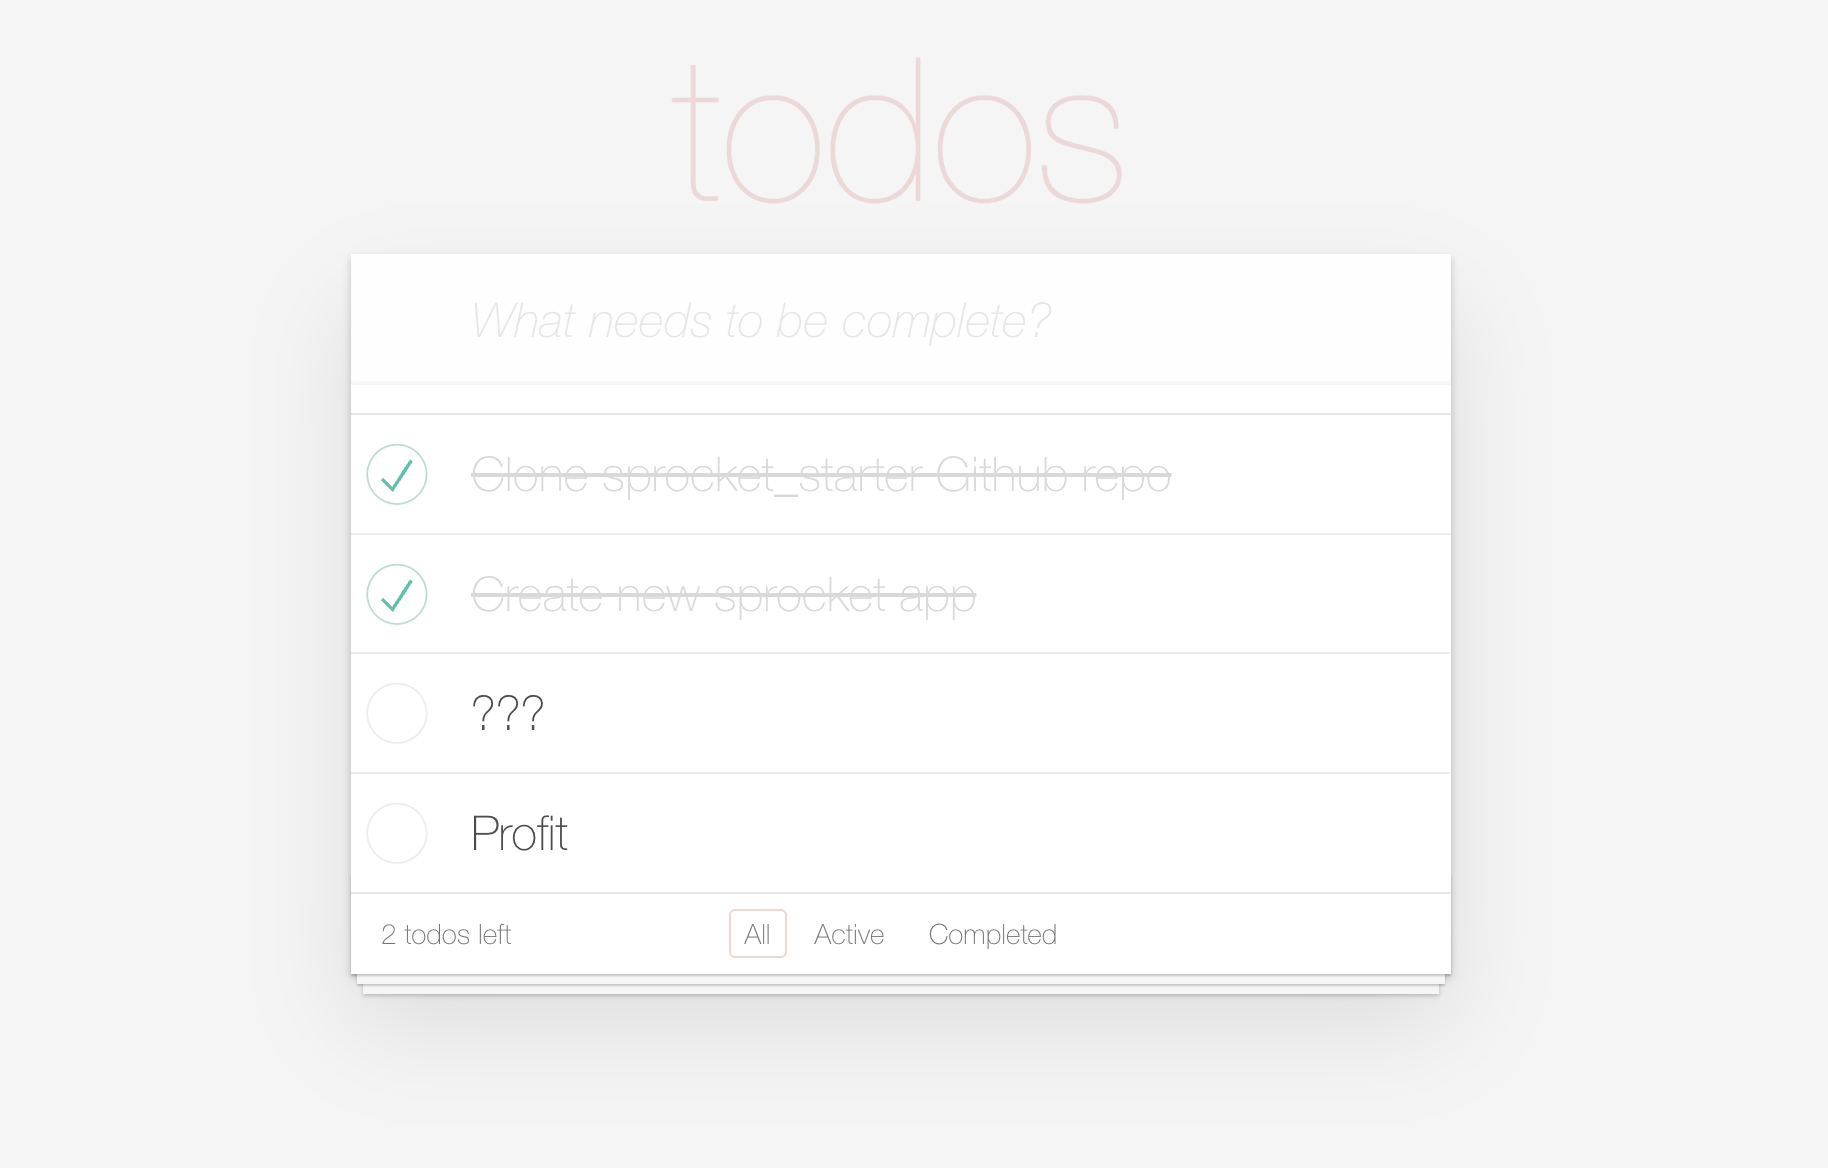 todos
What needs to be complete?
Clone sprocket_starter Github repo
Create new sprocket app
???
Profit
2 todos left All Active Completed